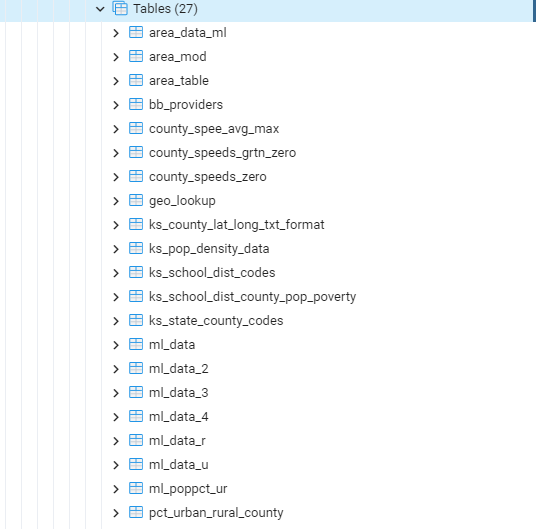 Tables (27)
area_data_ml
area_mod
area_table
bb_providers
county_spee_avg_max
county_speeds_grtn_zero
county_speeds_zero
geo_lookup
ks_county_lat_long_txt_format
ks_pop_density_data
ks_school_dist_codes
ks_school_dist_county_pop_poverty
ks_state_county_codes
ml_data
ml_data_2
ml_data_3
ml_data_4
ml_data_r
ml_data_u
ml_poppct_ur
pct_urban_rural_county